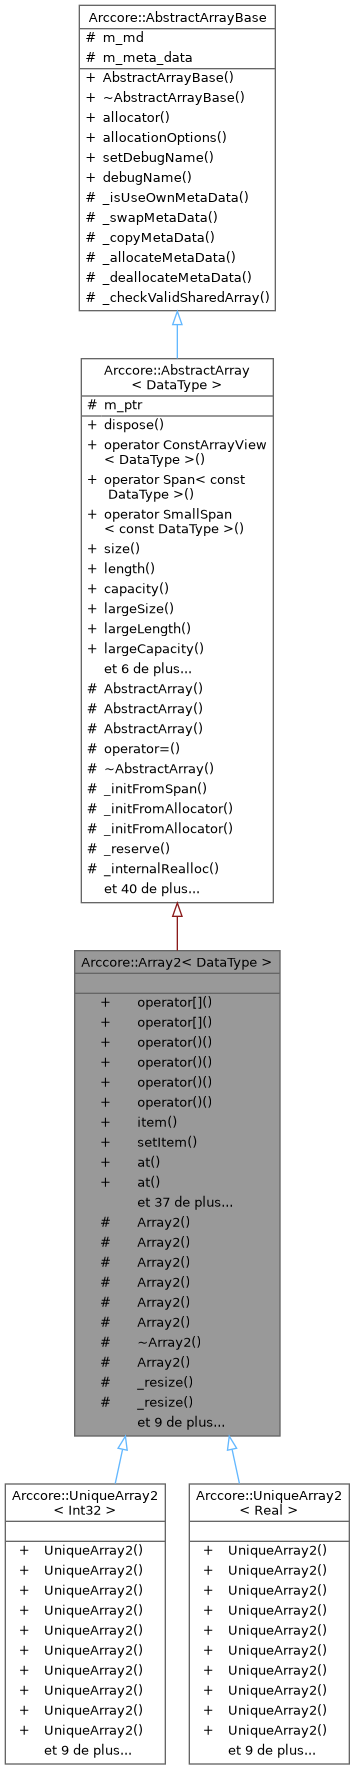 Arccore::AbstractArrayBase
# m_md
# m_meta_data
+ AbstractArrayBase()
+ ~AbstractArrayBase()
+ allocator()
+ allocationOptions()
+ setDebugName()
+ debugName()
# _isUseOwnMetaData()
# _swapMetaData()
# _copyMetaData()
# _allocateMetaData()
# _deallocateMetaData()
# _checkValidSharedArray()
Arccore::AbstractArray
< DataType >
# m_ptr
+ dispose()
+ operator ConstArrayView
< DataType >()
+ operator Span< const
DataType >()
+ operator SmallSpan
< const DataType >()
+ size()
+ length()
+ capacity()
+ largeSize()
+ largeLength()
+ largeCapacity()
et 6 de plus...
# AbstractArray()
# AbstractArray()
# AbstractArray()
# operator=()
# ~AbstractArray()
# _initFromSpan()
# _initFromAllocator()
# _initFromAllocator()
# _reserve()
# _internalRealloc()
et 40 de plus...
Arccore::Array2< DataType >
+ operator[]()
+ operator[]()
+ operator()()
+ operator()()
+ operator()()
+ operator()()
+ item()
+ setItem()
+ at()
+ at()
et 37 de plus...
# Array2()
# Array2()
# Array2()
# Array2()
# Array2()
# Array2()
# ~Array2()
# Array2()
# _resize()
# _resize()
et 9 de plus...
Arccore::UniqueArray2
< Int32 >
+ UniqueArray2()
+ UniqueArray2()
+ UniqueArray2()
+ UniqueArray2()
+ UniqueArray2()
+ UniqueArray2()
+ UniqueArray2()
+ UniqueArray2()
+ UniqueArray2()
+ UniqueArray2()
et 9 de plus...
Arccore::UniqueArray2
< Real >
+ UniqueArray2()
+ UniqueArray2()
+ UniqueArray2()
+ UniqueArray2()
+ UniqueArray2()
+ UniqueArray2()
+ UniqueArray2()
+ UniqueArray2()
+ UniqueArray2()
+ UniqueArray2()
et 9 de plus...